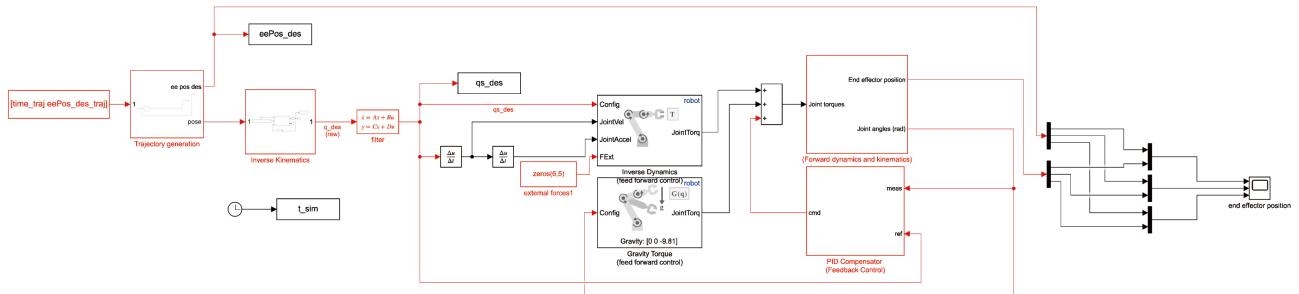 eePos_des
ee pos des
[time_traj eePos_des_traj]
1
pose
Trajectory generation
1
1
Inverse Kinematics
q_des
(raw)
ẋ = Ax + Bu
y = Cx + Du
filter
qs_des
qs_des
Δu
Δt
Δu
Δt
zeros(6,5)
external forces1
robot
Config
T
JointVel
JointTorq
JointAccel
FExt
Inverse Dynamics
(feed forward control)
robot
G(q)
g
Config
JointTorq
Gravity: [0 0 -9.81]
Gravity Torque
(feed forward control)
+
+
+
End effector position
Joint torques
Joint angles (rad)
(Forward dynamics and kinematics)
meas
cmd
ref
PID Compensator
(Feedback Control)
t_sim
end effector position